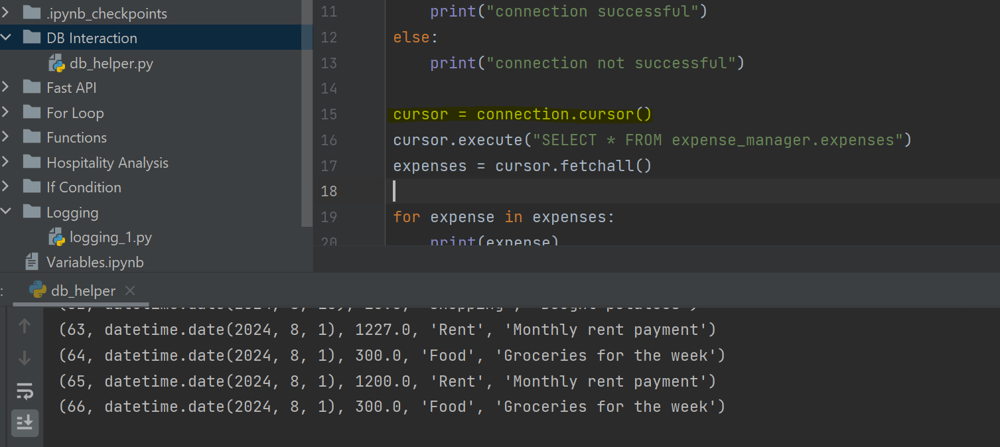 .ipynb_checkpoints
DB Interaction
db_helper.py
Fast API
For Loop
Functions
Hospitality Analysis
If Condition
Logging
logging_1.py
Variables.ipynb
11 print("connection successful")
12 else:
13 print("connection not successful")
14
15 cursor = connection.cursor()
16 cursor.execute("SELECT * FROM expense_manager.expenses")
17 expenses = cursor.fetchall()
18
19 for expense in expenses:
20 print(expense)
: db_helper
(63, datetime.date(2024, 8, 1), 1227.0, 'Rent', 'Monthly rent payment')
(64, datetime.date(2024, 8, 1), 300.0, 'Food', 'Groceries for the week')
(65, datetime.date(2024, 8, 1), 1200.0, 'Rent', 'Monthly rent payment')
(66, datetime.date(2024, 8, 1), 300.0, 'Food', 'Groceries for the week')